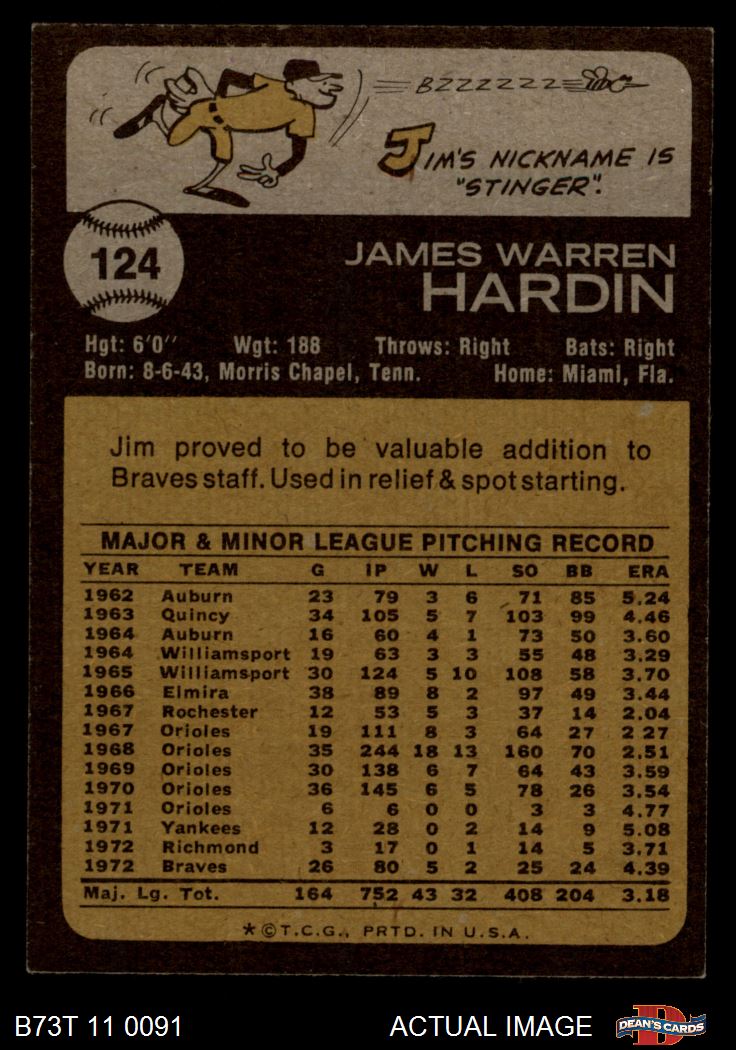 BZZZZZZZ
JIM'S NICKNAME IS
"STINGER".
124
JAMES WARREN
HARDIN
Hgt: 6'0" Wgt: 188 Throws: Right Bats: Right
Born: 8-6-43, Morris Chapel, Tenn. Home: Miami, Fla.
Jim proved to be valuable addition to
Braves staff. Used in relief & spot starting.
MAJOR & MINOR LEAGUE PITCHING RECORD
YEAR TEAM G IP W L SO BB ERA
1962 Auburn 23 79 3 6 71 85 5.24
1963 Quincy 34 105 5 7 103 99 4.46
1964 Auburn 16 60 4 1 73 50 3.60
1964 Williamsport 19 63 3 3 55 48 3.29
1965 Williamsport 30 124 5 10 108 58 3.70
1966 Elmira 38 89 8 2 97 49 3.44
1967 Rochester 12 53 5 3 37 14 2.04
1967 Orioles 19 111 8 3 64 27 2 27
1968 Orioles 35 244 18 13 160 70 2.51
1969 Orioles 30 138 6 7 64 43 3.59
1970 Orioles 36 145 6 5 78 26 3.54
1971 Orioles 6 6 0 0 3 3 4.77
1971 Yankees 12 28 0 2 14 9 5.08
1972 Richmond 3 17 0 1 14 5 3.71
1972 Braves 26 80 5 2 25 24 4.39
Maj. Lg. Tot. 164 752 43 32 408 204 3.18
*©T.C.G., PRTD. IN U.S.A.
B73T 11 0091 ACTUAL IMAGE D DEAN'S CARDS